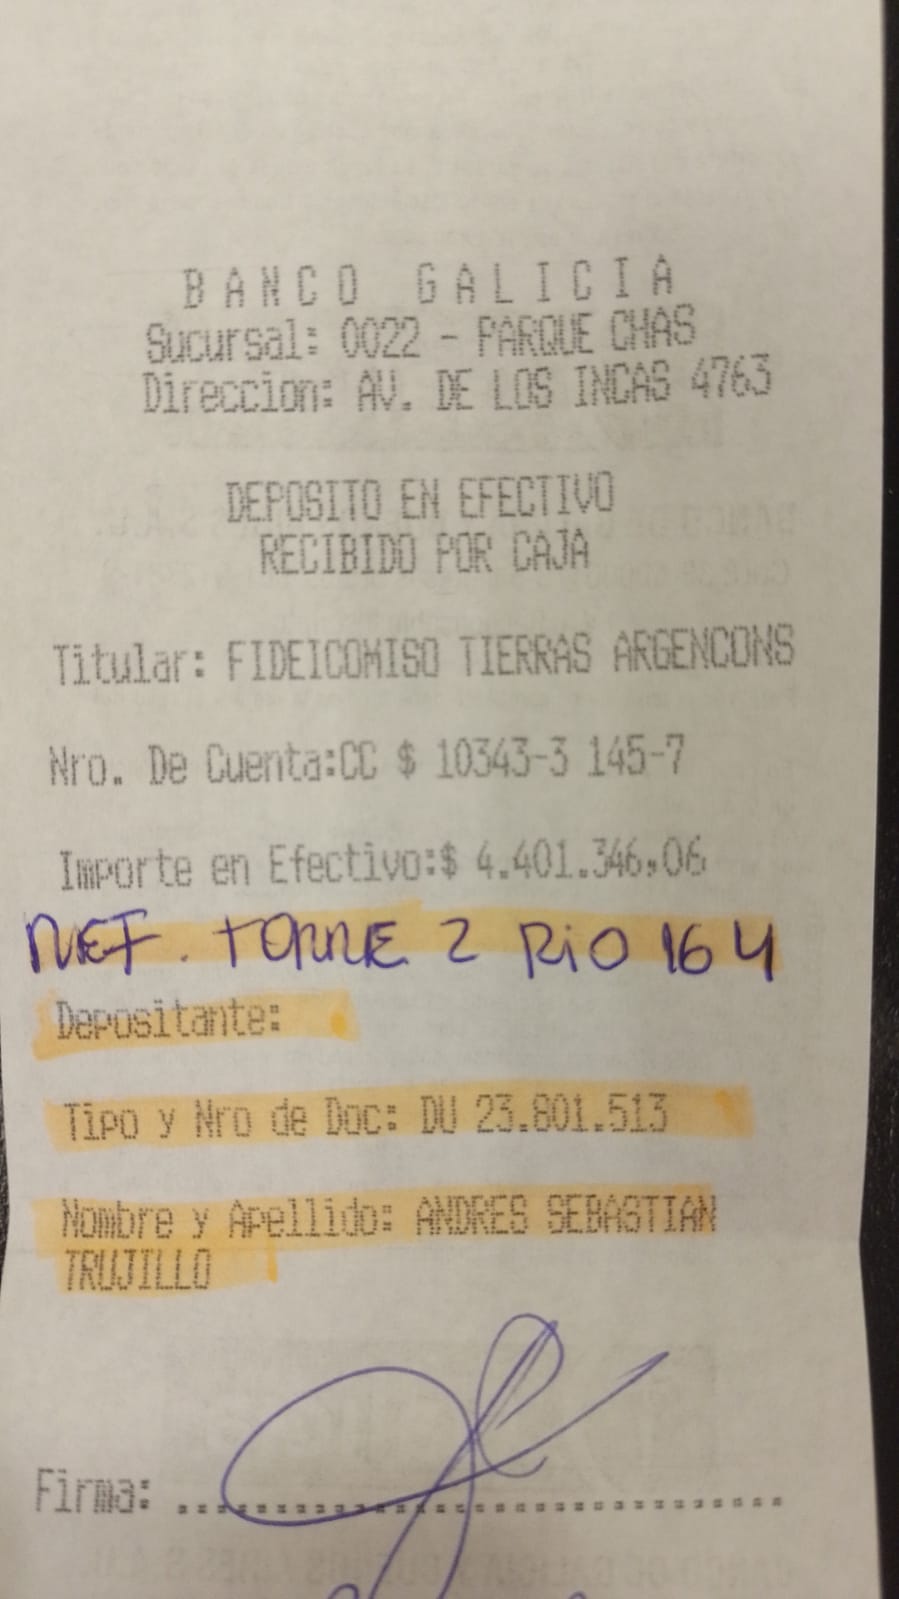 BANCO GALICIA
Sucursal: 0022 - PARQUE CHAS
Direccion: AV. DE LOS INCAS 4763
DEPOSITO EN EFECTIVO
RECIBIDO POR CAJA
Titular: FIDEICOMISO TIERRAS ARGENCONS
Nro. De Cuenta:CC $ 10343-3 145-7
Importe en Efectivo:$ 4.401.346,06
REF. TORRE 2 RIO 164
Depositante:
Tipo y Nro de Doc: DU 23.801.513
Nombre y Apellido: ANDRES SEBASTIAN
TRUJILLO
Firma: